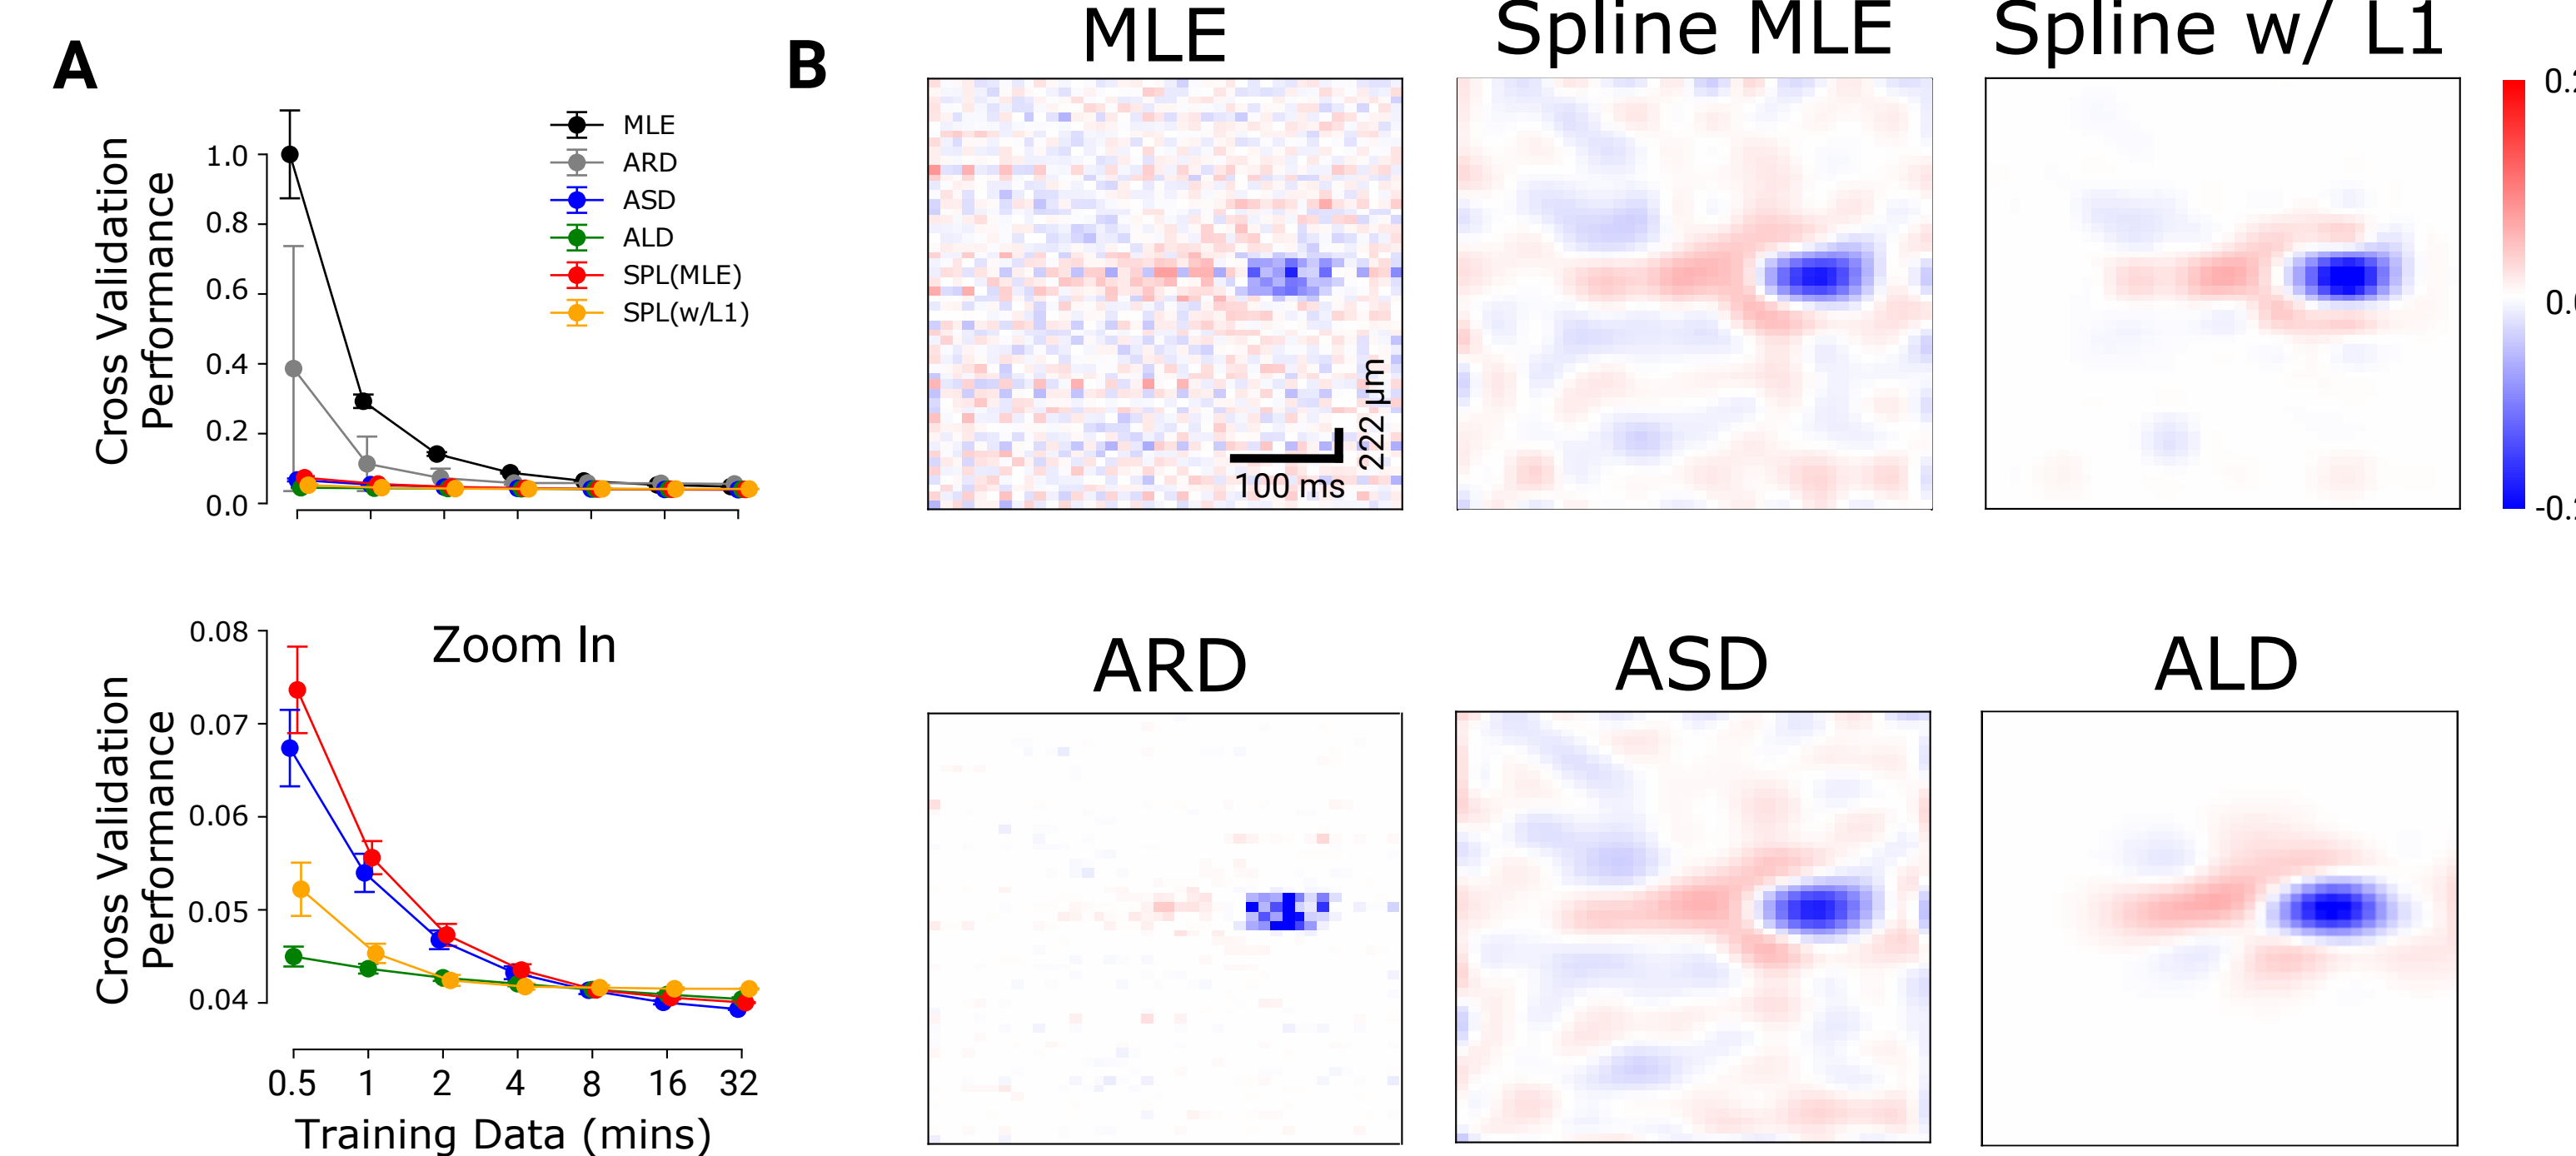 A
Cross Validation
Performance
1.0
0.8
0.6
0.4
0.2
0.0
MLE
ARD
ASD
ALD
SPL(MLE)
SPL(w/L1)
Zoom In
Cross Validation
Performance
0.08
0.07
0.06
0.05
0.04
0.5 1 2 4 8 16 32
Training Data (mins)
B
MLE
100 ms
222 µm
Spline MLE
Spline w/ L1
ARD
ASD
ALD